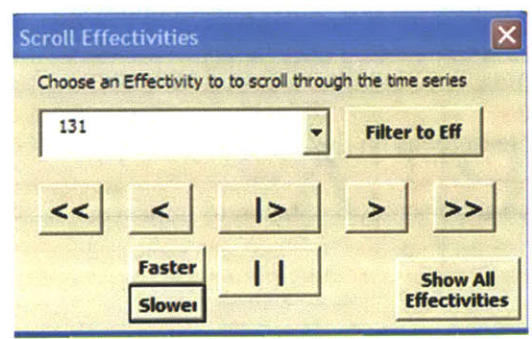 Scroll Effectivities
Choose an Effectivity to to scroll through the time series
131
Filter to Eff
<<
<
|>
>
>>
Faster
||
Slower
Show All
Effectivities